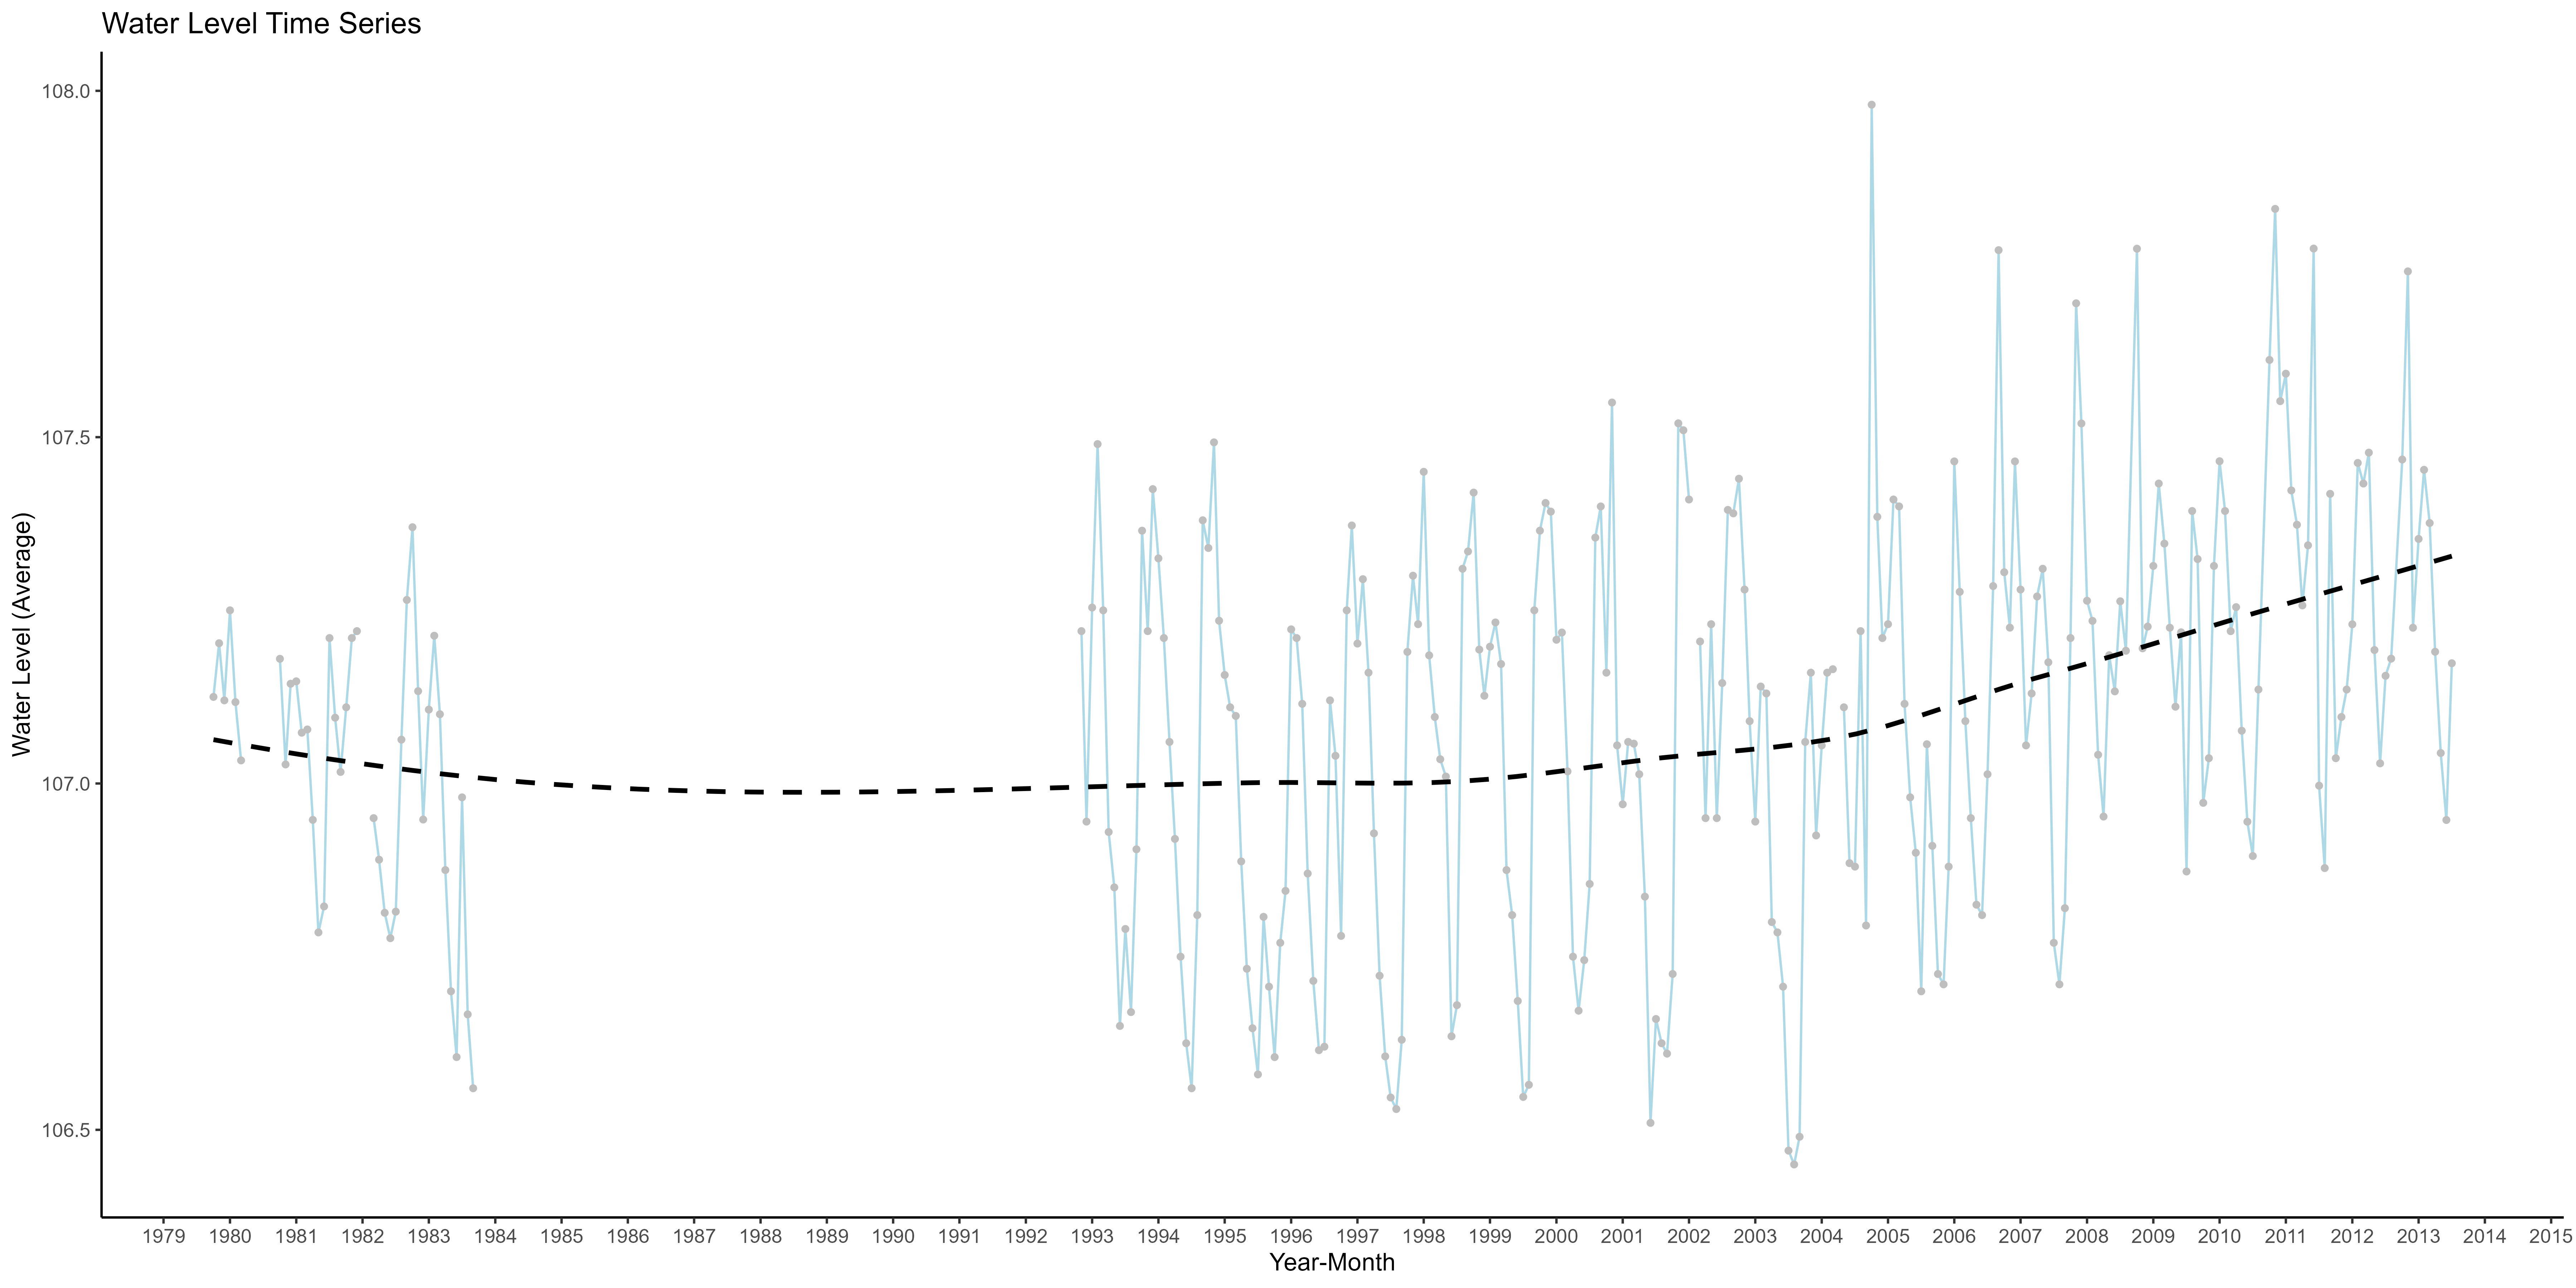 Water Level Time Series
108.0
107.5
107.0
106.5
Water Level (Average)
1979 1980 1981 1982 1983 1984 1985 1986 1987 1988 1989 1990 1991 1992 1993 1994 1995 1996 1997 1998 1999 2000 2001 2002 2003 2004 2005 2006 2007 2008 2009 2010 2011 2012 2013 2014 2015
Year-Month